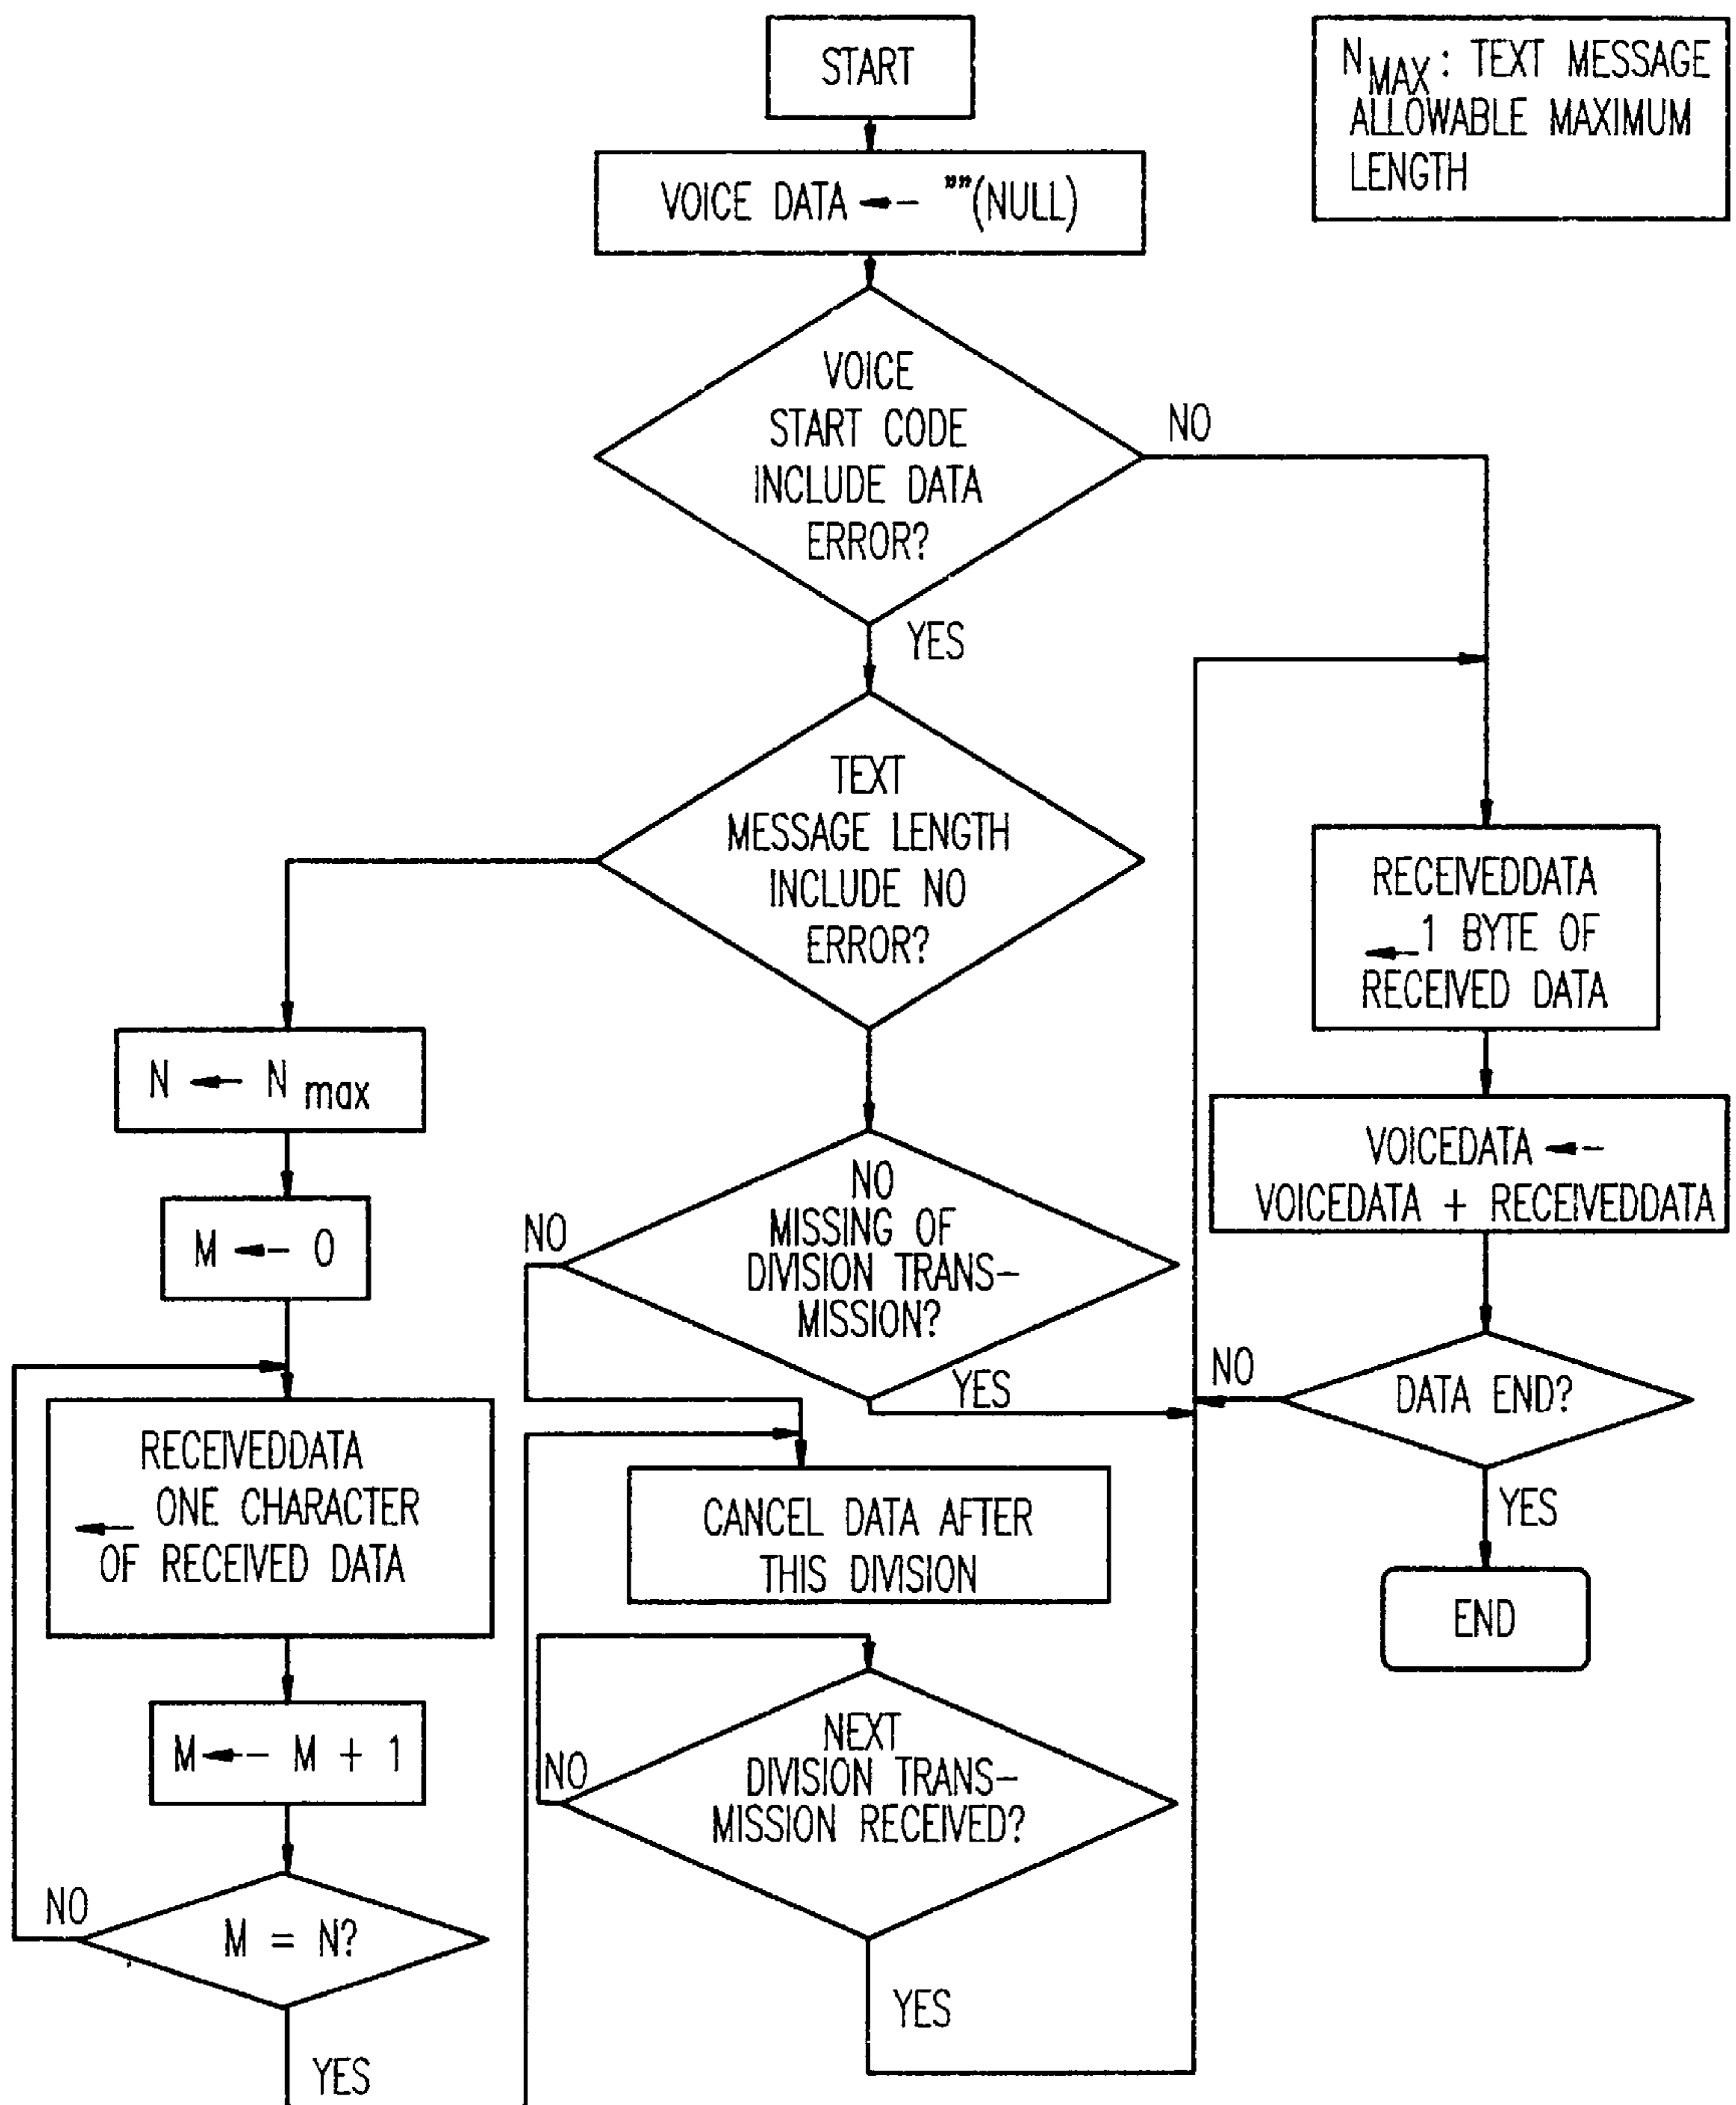 START
N MAX : TEXT MESSAGE
ALLOWABLE MAXIMUM
LENGTH
VOICE DATA ← ""(NULL)
VOICE
START CODE
INCLUDE DATA
ERROR?
NO
YES
TEXT
MESSAGE LENGTH
INCLUDE NO
ERROR?
RECEIVEDDATA
← 1 BYTE OF
RECEIVED DATA
N ← N max
VOICEDATA ←
VOICEDATA + RECEIVEDDATA
M ← 0
NO
MISSING OF
DIVISION TRANS-
MISSION?
NO
YES
NO
DATA END?
YES
END
RECEIVEDDATA
← ONE CHARACTER
OF RECEIVED DATA
CANCEL DATA AFTER
THIS DIVISION
M ← M + 1
NEXT
DIVISION TRANS-
MISSION RECEIVED?
NO
YES
M = N?
NO
YES